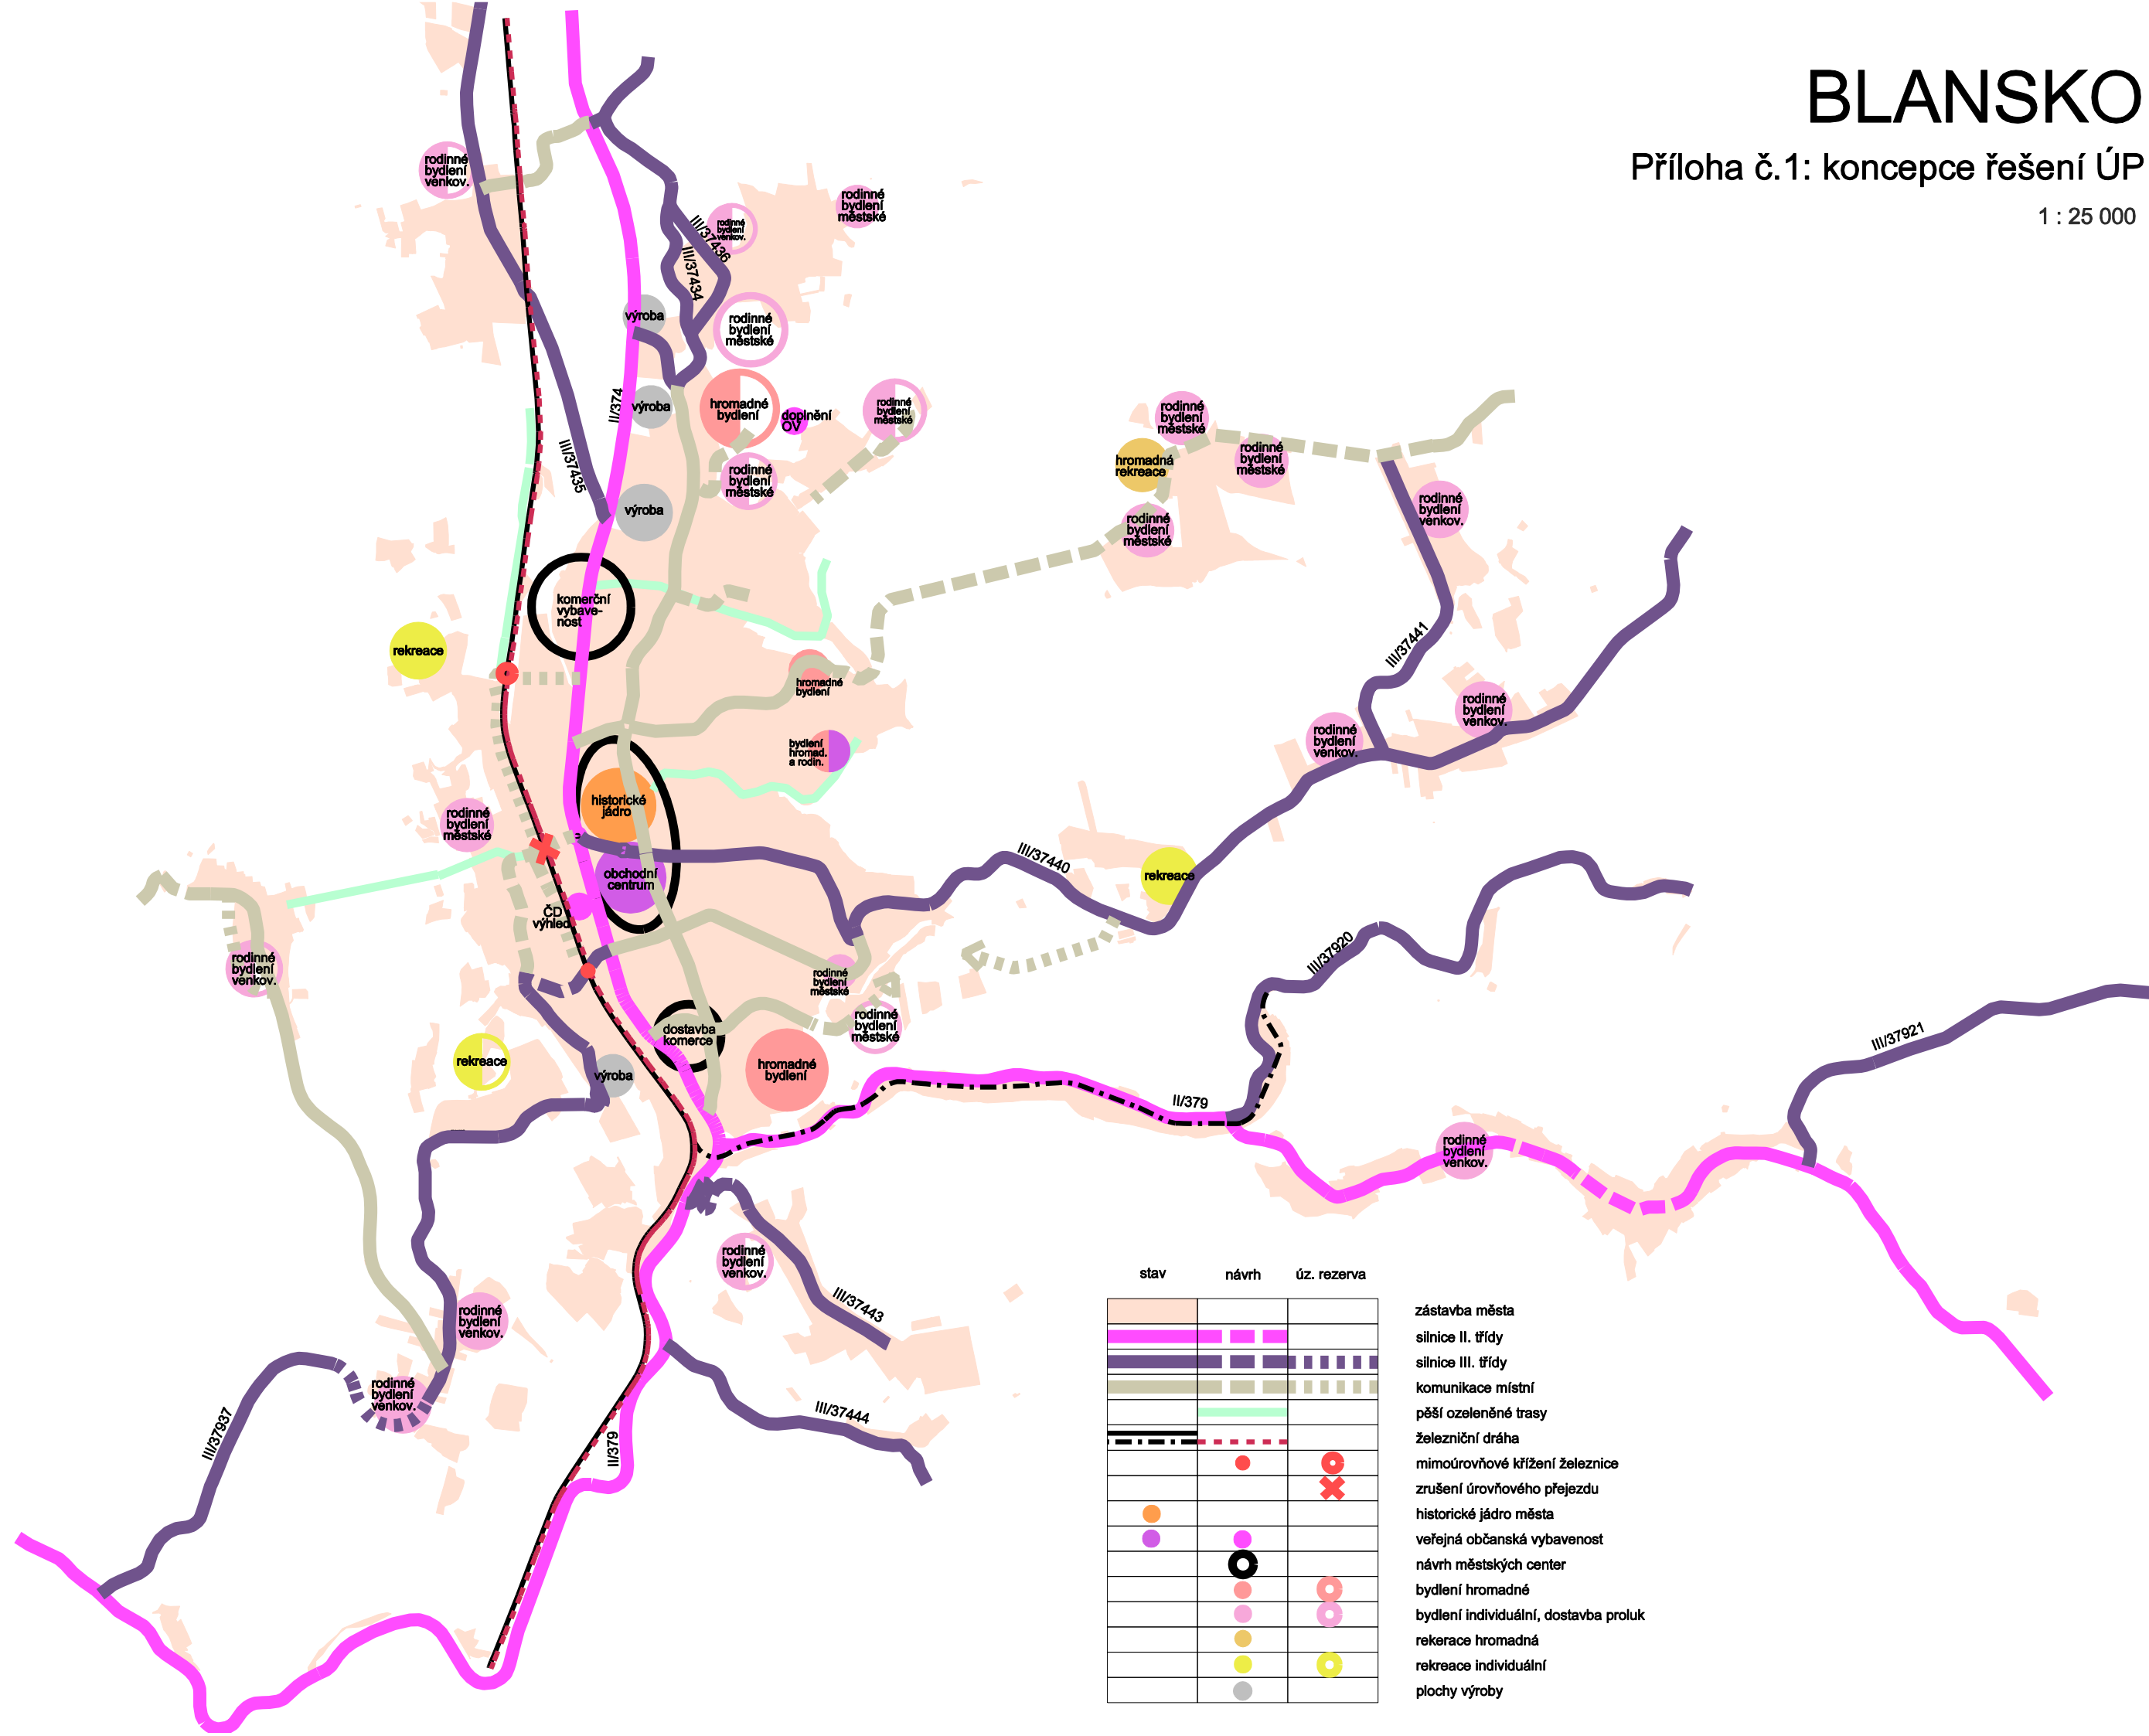 BLANSKO
Příloha č.1: koncepce řešení ÚP
1 : 25 000
rodinné
bydlení
venkov.
rodinné
bydlení
venkov.
rodinné
bydlení
městské
III/37436
III/37434
výroba
rodinné
bydlení
městské
II/374
výroba
hromadné
bydlení
doplnění
OV
rodinné
bydlení
městské
rodinné
bydlení
městské
III/37435
rodinné
bydlení
městské
hromadná
rekreace
rodinné
bydlení
městské
rodinné
bydlení
venkov.
výroba
rodinné
bydlení
městské
komerční
vybave-
nost
rekreace
III/37441
hromadné
bydlení
rodinné
bydlení
venkov.
rodinné
bydlení
venkov.
bydlení
hromad.
a rodin.
historické
jádro
rodinné
bydlení
městské
III/37440
rekreace
obchodní
centrum
ČD
výhled
rodinné
bydlení
venkov.
rodinné
bydlení
městské
III/37920
rodinné
bydlení
městské
dostavba
komerce
rekreace
výroba
hromadné
bydlení
II/379
III/37921
rodinné
bydlení
venkov.
rodinné
bydlení
venkov.
III/37443
rodinné
bydlení
venkov.
rodinné
bydlení
venkov.
III/37937
III/37444
II/379
stav návrh úz. rezerva
zástavba města
silnice II. třídy
silnice III. třídy
komunikace místní
pěší ozeleněné trasy
železniční dráha
mimoúrovňové křížení železnice
zrušení úrovňového přejezdu
historické jádro města
veřejná občanská vybavenost
návrh městských center
bydlení hromadné
bydlení individuální, dostavba proluk
rekerace hromadná
rekreace individuální
plochy výroby